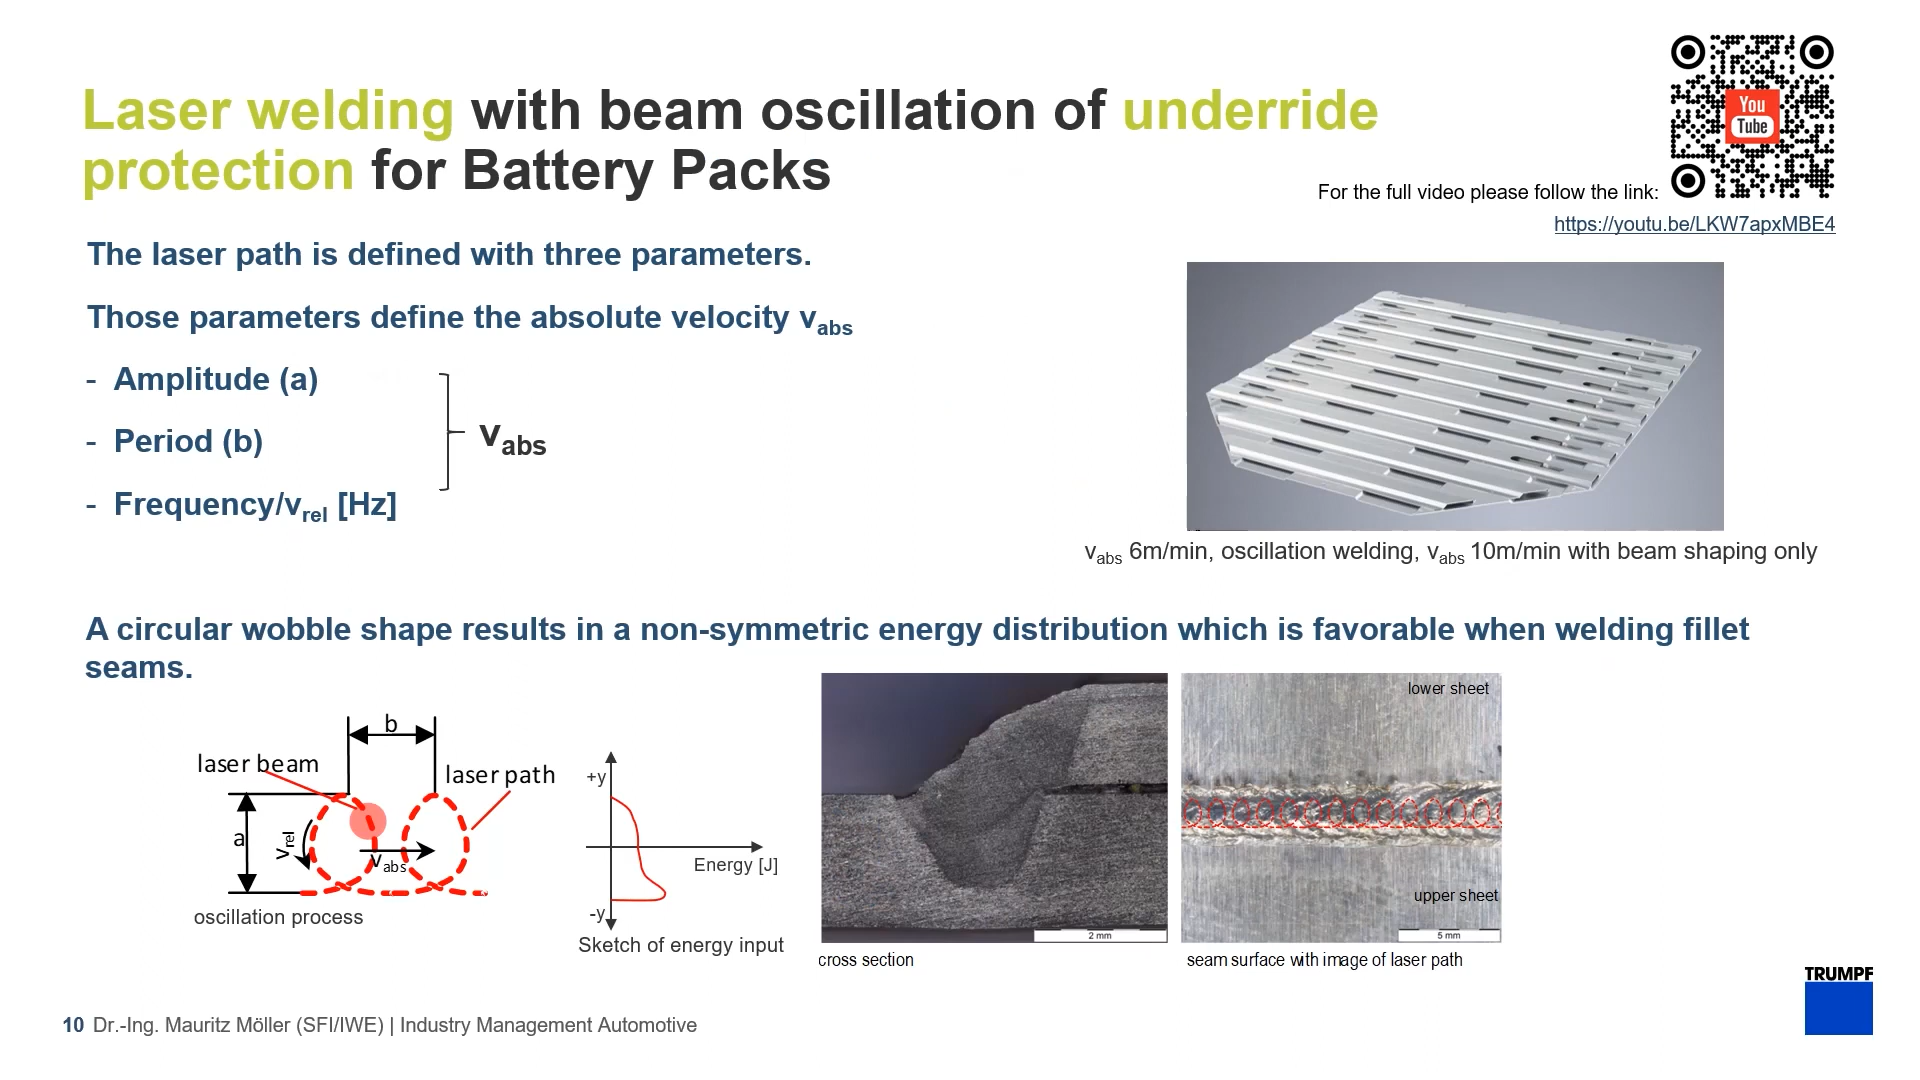 Laser welding with beam oscillation of underride
protection for Battery Packs
You
Tube
For the full video please follow the link:
https://youtu.be/LKW7apxMBE4
The laser path is defined with three parameters.
Those parameters define the absolute velocity vabs
- Amplitude (a)
- Period (b)
- Frequency/vrel [Hz]
vabs
vabs 6m/min, oscillation welding, vabs 10m/min with beam shaping only
A circular wobble shape results in a non-symmetric energy distribution which is favorable when welding fillet
seams.
b
laser beam
laser path
a
vrel
vabs
oscillation process
+y
Energy [J]
-y
Sketch of energy input
2 mm
cross section
lower sheet
upper sheet
5 mm
seam surface with image of laser path
TRUMPF
10 Dr.-Ing. Mauritz Möller (SFI/IWE) | Industry Management Automotive